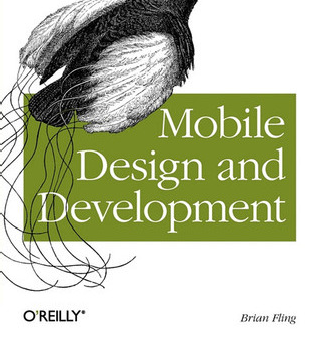 Mobile
Design and
Development
O'REILLY®
Brian Fling